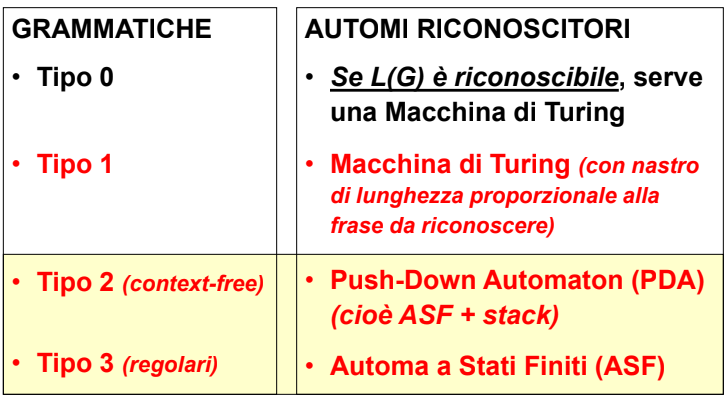 GRAMMATICHE
• Tipo 0
• Tipo 1
• Tipo 2 (context-free)
• Tipo 3 (regolari)
AUTOMI RICONOSCITORI
• Se L(G) è riconoscibile, serve
una Macchina di Turing
• Macchina di Turing (con nastro
di lunghezza proporzionale alla
frase da riconoscere)
• Push-Down Automaton (PDA)
(cioè ASF + stack)
• Automa a Stati Finiti (ASF)